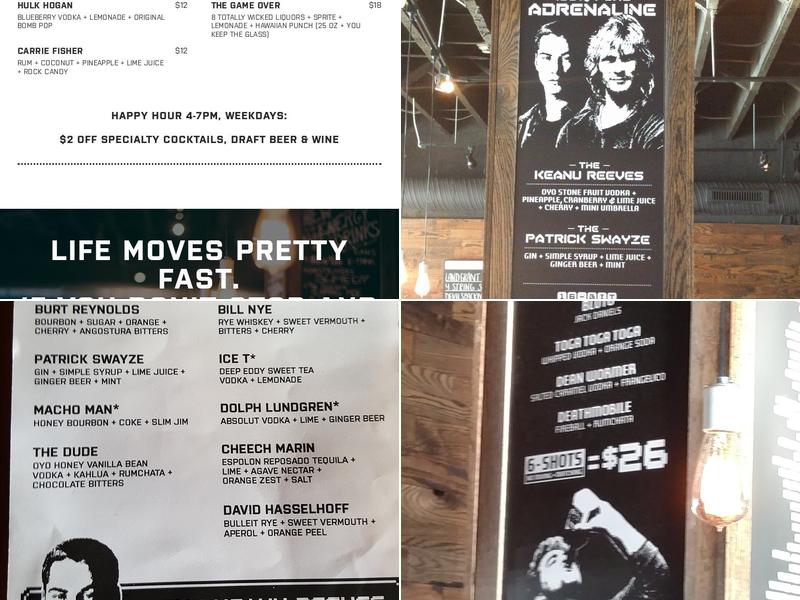 HULK HOGAN $12
BLUEBERRY VODKA + LEMONADE + ORIGINAL
BOMB POP
CARRIE FISHER $12
RUM + COCONUT + PINEAPPLE + LIME JUICE
+ ROCK CANDY
THE GAME OVER $18
8 TOTALLY WICKED LIQUORS + SPRITE +
LEMONADE + HAWAIIAN PUNCH (25 OZ + YOU
KEEP THE GLASS)
HAPPY HOUR 4-7PM, WEEKDAYS:
$2 OFF SPECIALTY COCKTAILS, DRAFT BEER & WINE
LIFE MOVES PRETTY
FAST.
ADRENALINE
— THE —
KEANU REEVES
OYO STONE FRUIT VODKA +
PINEAPPLE, CRANBERRY & LIME JUICE
+ CHERRY + MINI UMBRELLA
— THE —
PATRICK SWAYZE
GIN + SIMPLE SYRUP + LIME JUICE +
GINGER BEER + MINT
LANDGRANT
4 STRING S
BURT REYNOLDS
BOURBON + SUGAR + ORANGE +
CHERRY + ANGOSTURA BITTERS
PATRICK SWAYZE
GIN + SIMPLE SYRUP + LIME JUICE +
GINGER BEER + MINT
MACHO MAN*
HONEY BOURBON + COKE + SLIM JIM
THE DUDE
OYO HONEY VANILLA BEAN
VODKA + KAHLUA + RUMCHATA +
CHOCOLATE BITTERS
BILL NYE
RYE WHISKEY + SWEET VERMOUTH +
BITTERS + CHERRY
ICE T*
DEEP EDDY SWEET TEA
VODKA + LEMONADE
DOLPH LUNDGREN*
ABSOLUT VODKA + LIME + GINGER BEER
CHEECH MARIN
ESPOLON REPOSADO TEQUILA +
LIME + AGAVE NECTAR +
ORANGE ZEST + SALT
DAVID HASSELHOFF
BULLEIT RYE + SWEET VERMOUTH +
APEROL + ORANGE PEEL
BLUTO
JACK DANIELS
TOGA TOGA TOGA
WHIPPED VODKA + ORANGE SODA
DEAN WORMER
SALTED CARAMEL VODKA + FRANGELICO
DEATHMOBILE
FIREBALL + RUMCHATA
6-SHOTS =$26